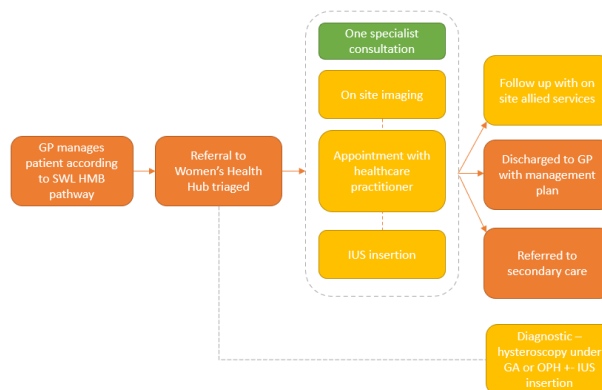 One specialist
consultation
On site imaging
Follow up with on
site allied services
GP manages
patient according
to SWL HMB
pathway
Referral to
Women's Health
Hub triaged
Appointment with
healthcare
practitioner
Discharged to GP
with management
plan
IUS insertion
Referred to
secondary care
Diagnostic –
hysteroscopy under
GA or OPH +- IUS
insertion